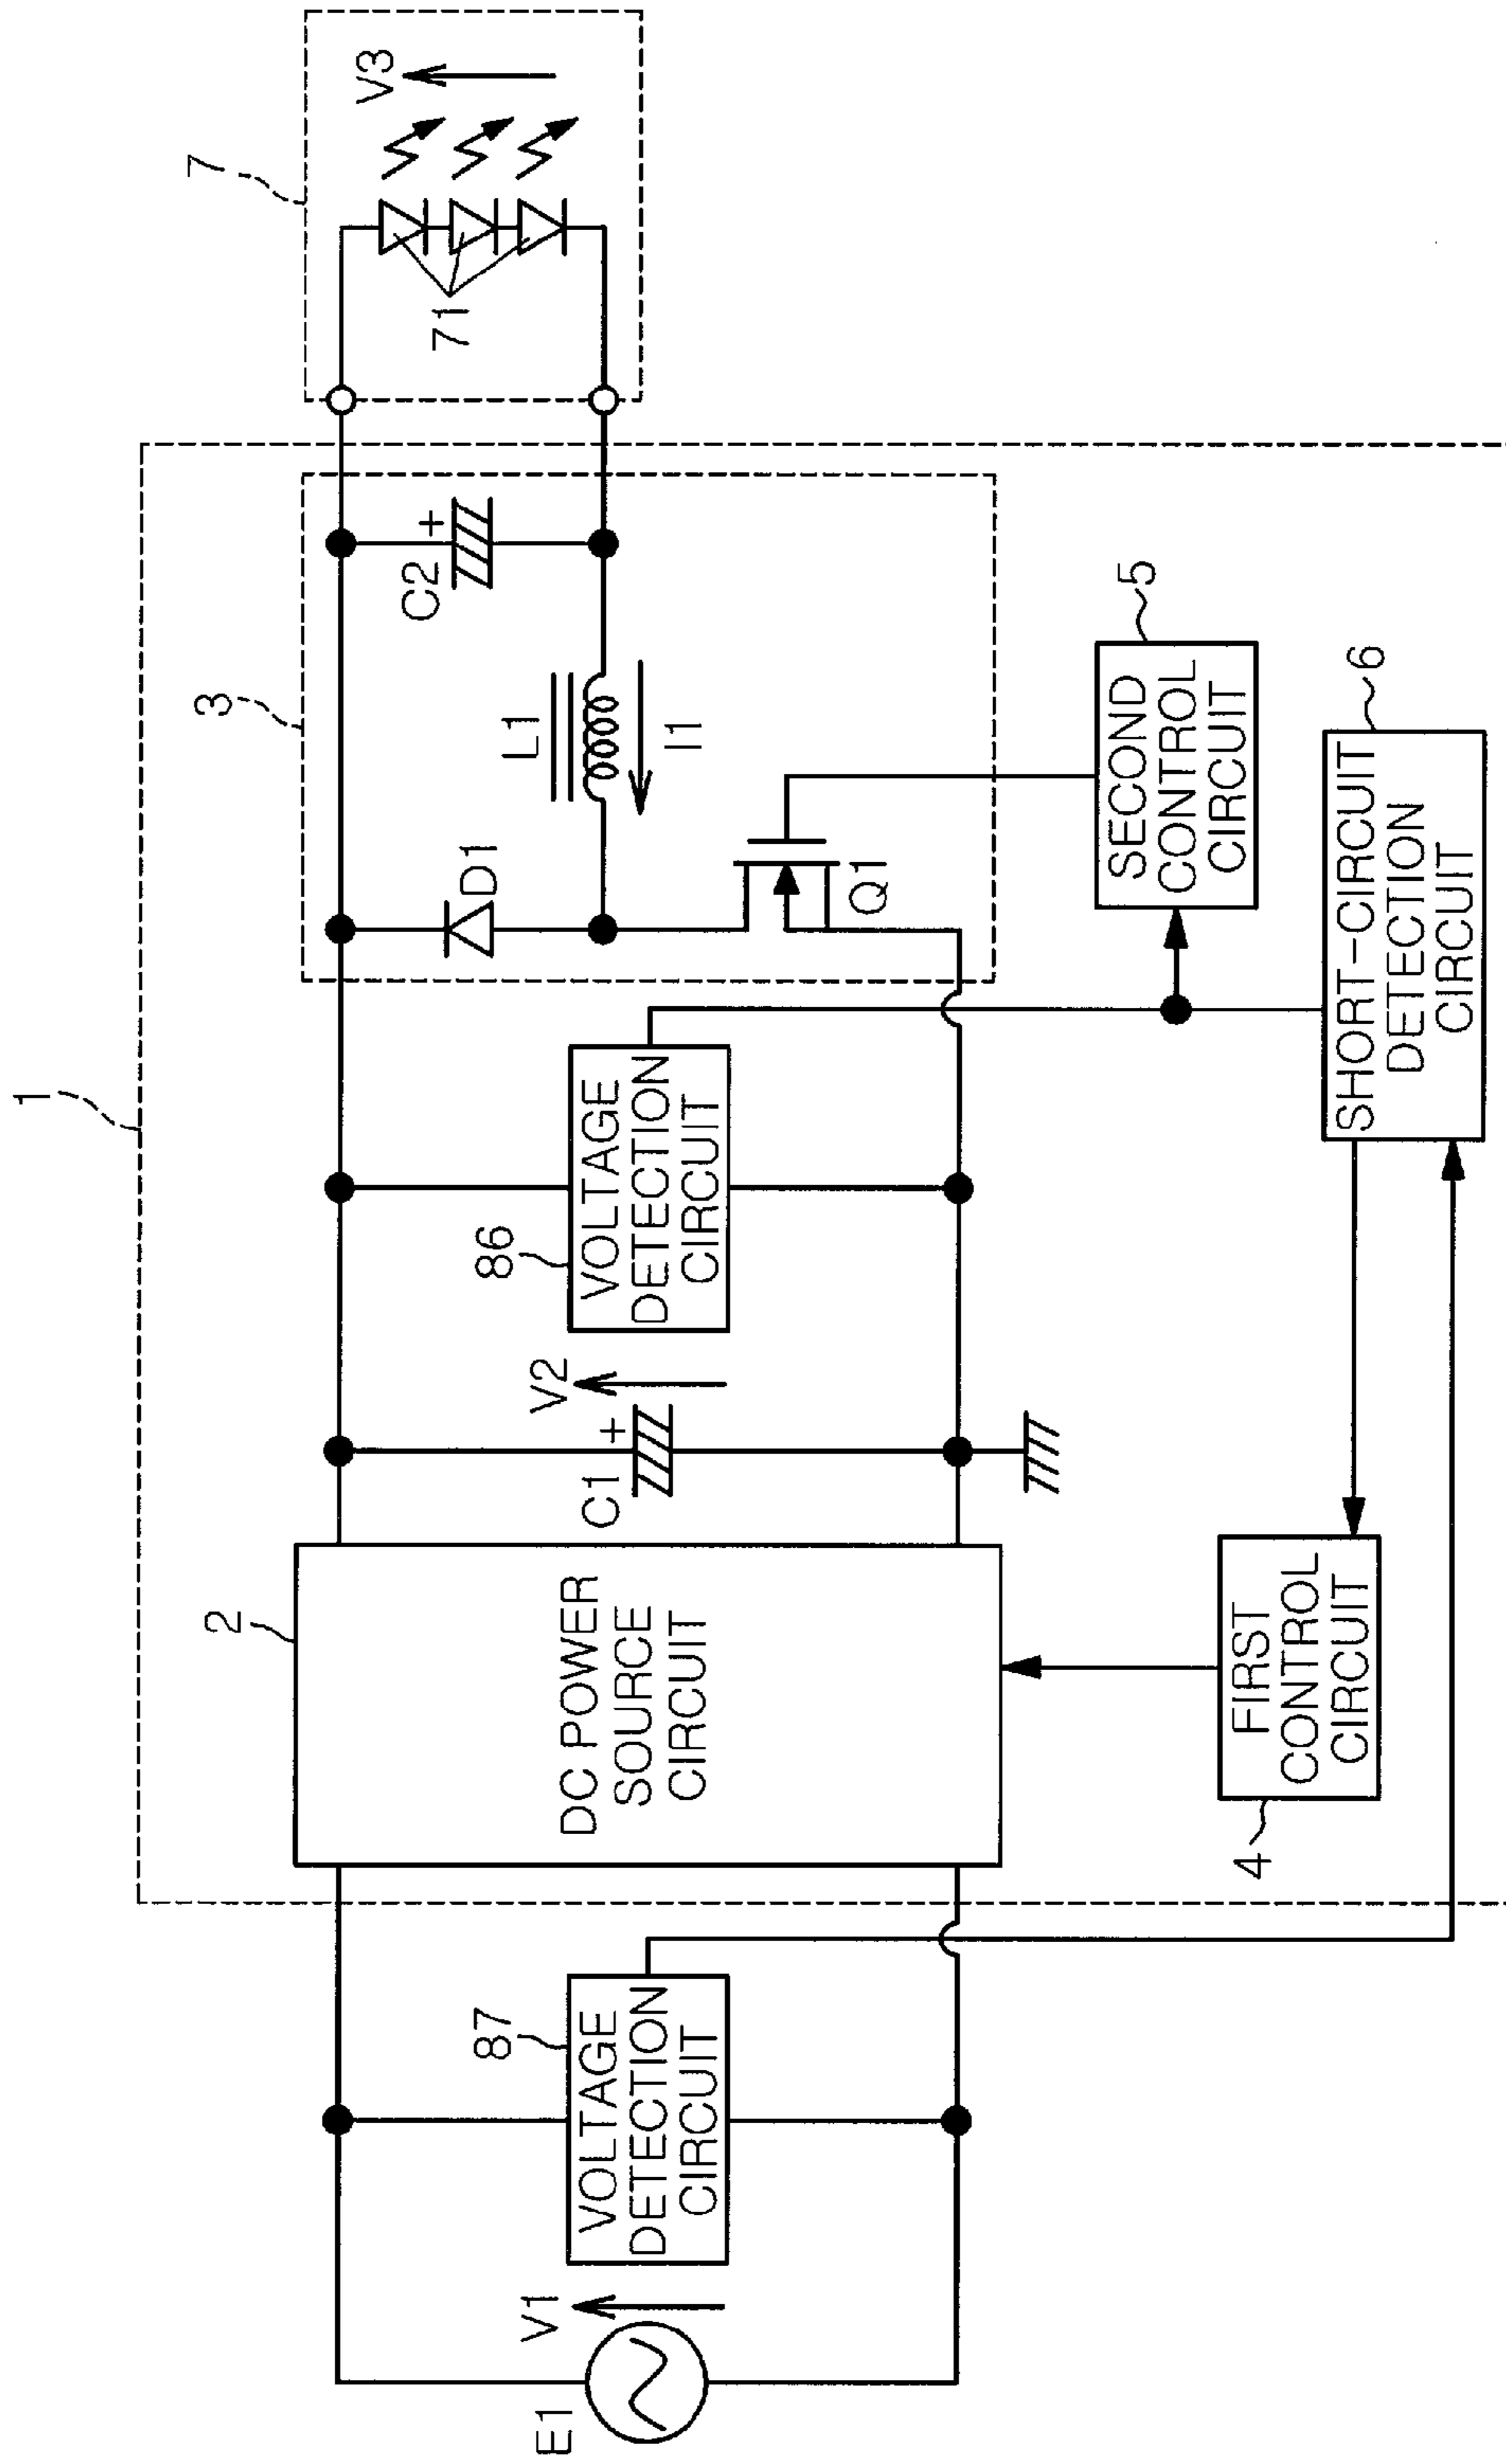 1
3
7
V3
71
C2
+
L1
I1
D1
Q1
2
DC POWER
SOURCE
CIRCUIT
C1
+
V2
86
VOLTAGE
DETECTION
CIRCUIT
87
VOLTAGE
DETECTION
CIRCUIT
V1
E1
4
FIRST
CONTROL
CIRCUIT
5
SECOND
CONTROL
CIRCUIT
6
SHORT-CIRCUIT
DETECTION
CIRCUIT